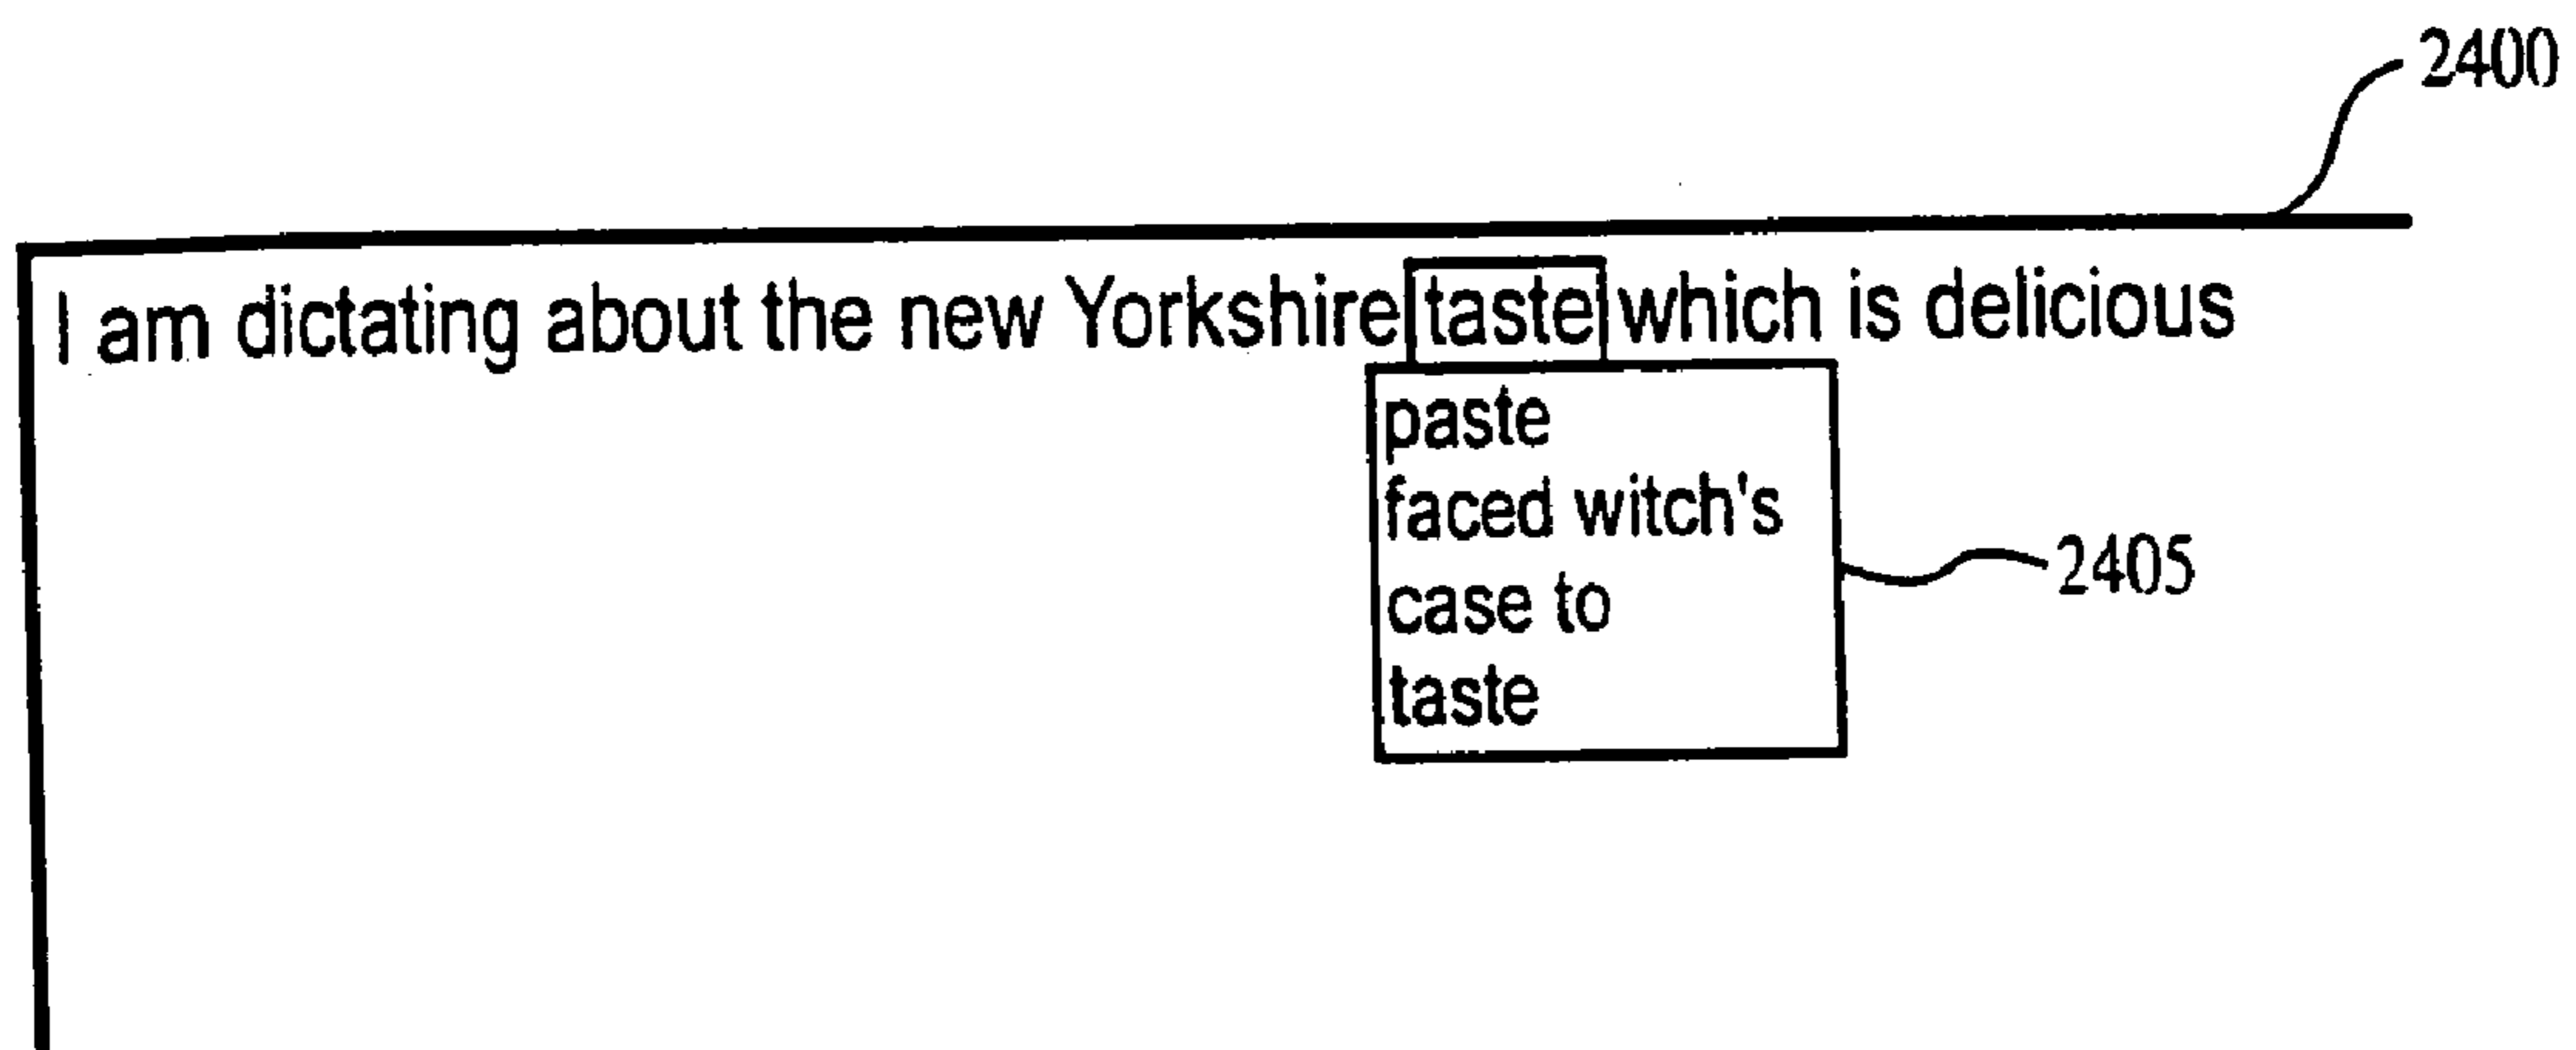 2400
I am dictating about the new Yorkshire taste which is delicious
paste
faced witch's
case to
taste
2405